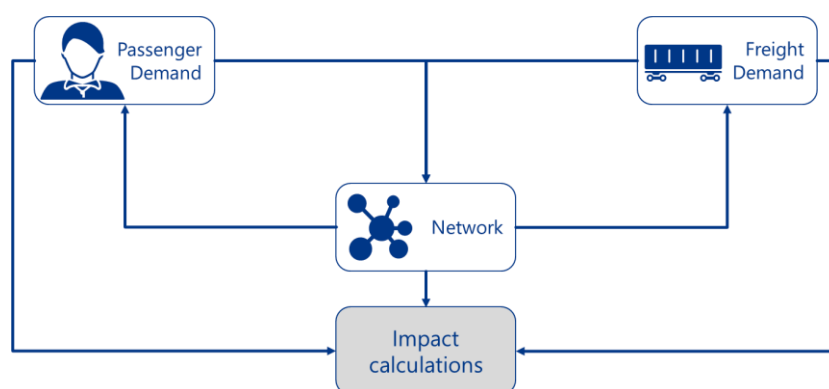 Passenger
Demand
Freight
Demand
Network
Impact
calculations